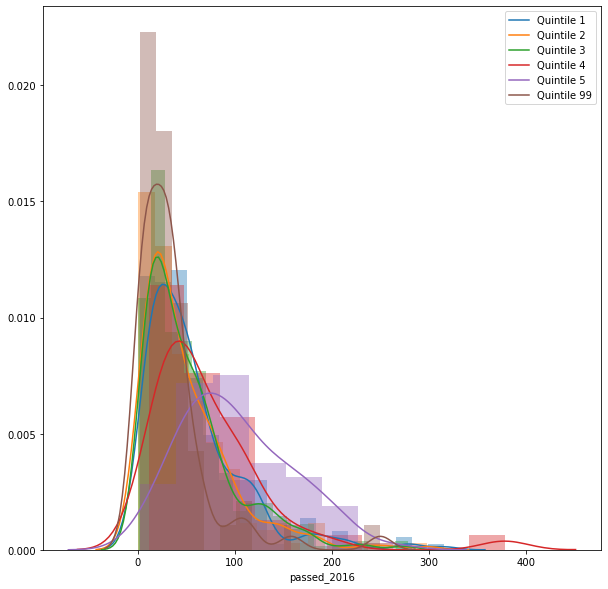 Quintile 1
Quintile 2
Quintile 3
Quintile 4
Quintile 5
Quintile 99
0.020
0.015
0.010
0.005
0.000
0 100 200 300 400
passed_2016